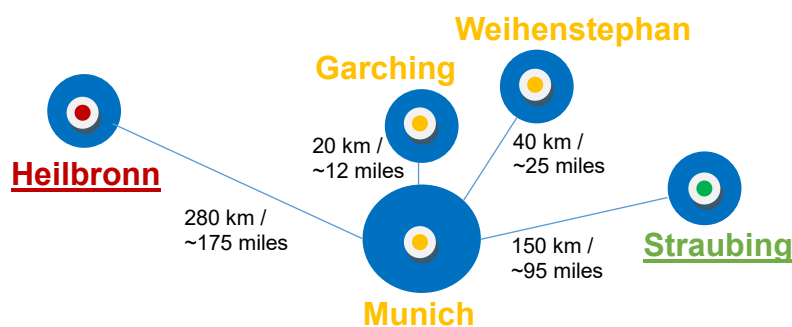 Weihenstephan
Garching
20 km /
~12 miles
40 km /
~25 miles
Heilbronn
280 km /
~175 miles
150 km /
~95 miles
Straubing
Munich